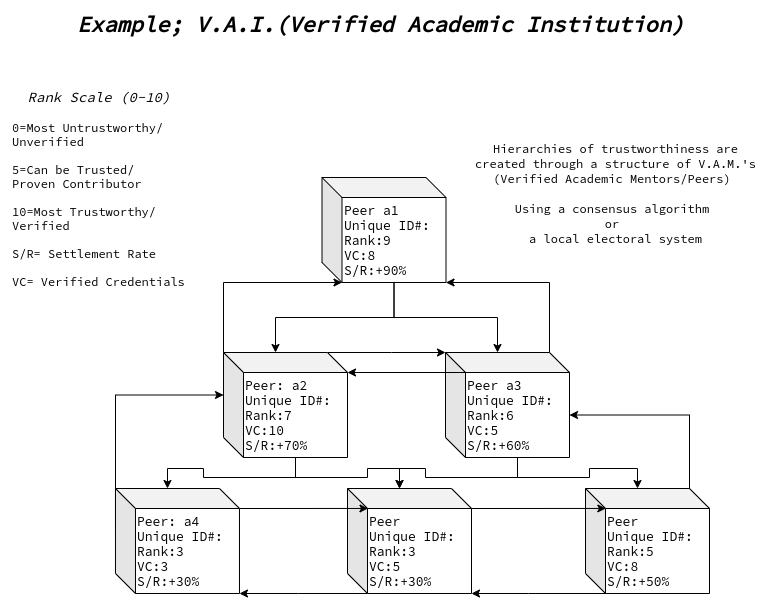 Example; V.A.I.(Verified Academic Institution)
Rank Scale (0-10)
0=Most Untrustworthy/
Unverified
5=Can be Trusted/
Proven Contributor
10=Most Trustworthy/
Verified
S/R= Settlement Rate
VC= Verified Credentials
Hierarchies of trustworthiness are
created through a structure of V.A.M.'s
(Verified Academic Mentors/Peers)
Using a consensus algorithm
or
a local electoral system
Peer a1
Unique ID#:
Rank:9
VC:8
S/R:+90%
Peer: a2
Unique ID#:
Rank:7
VC:10
S/R:+70%
Peer a3
Unique ID#:
Rank:6
VC:5
S/R:+60%
Peer: a4
Unique ID#:
Rank:3
VC:3
S/R:+30%
Peer
Unique ID#:
Rank:3
VC:5
S/R:+30%
Peer
Unique ID#:
Rank:5
VC:8
S/R:+50%